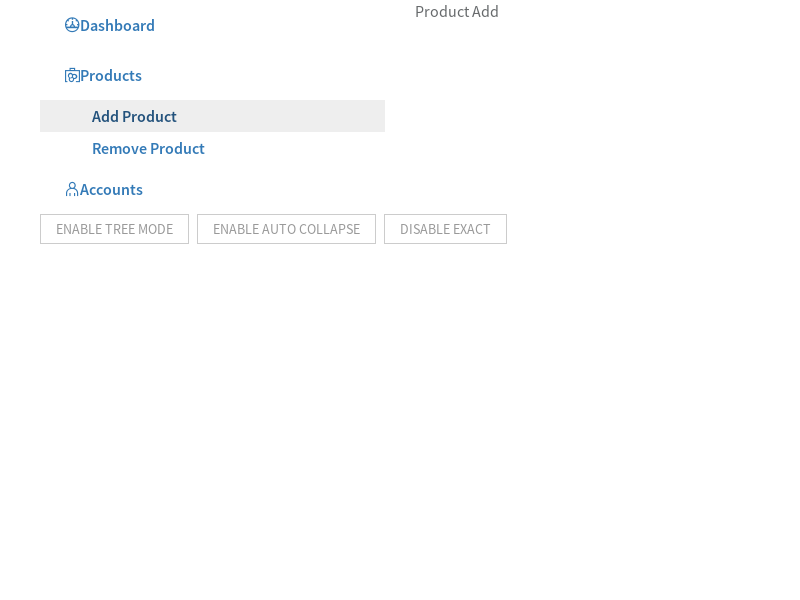 Dashboard
Products
Add Product
Remove Product
Accounts
Product Add
ENABLE TREE MODE
ENABLE AUTO COLLAPSE
DISABLE EXACT